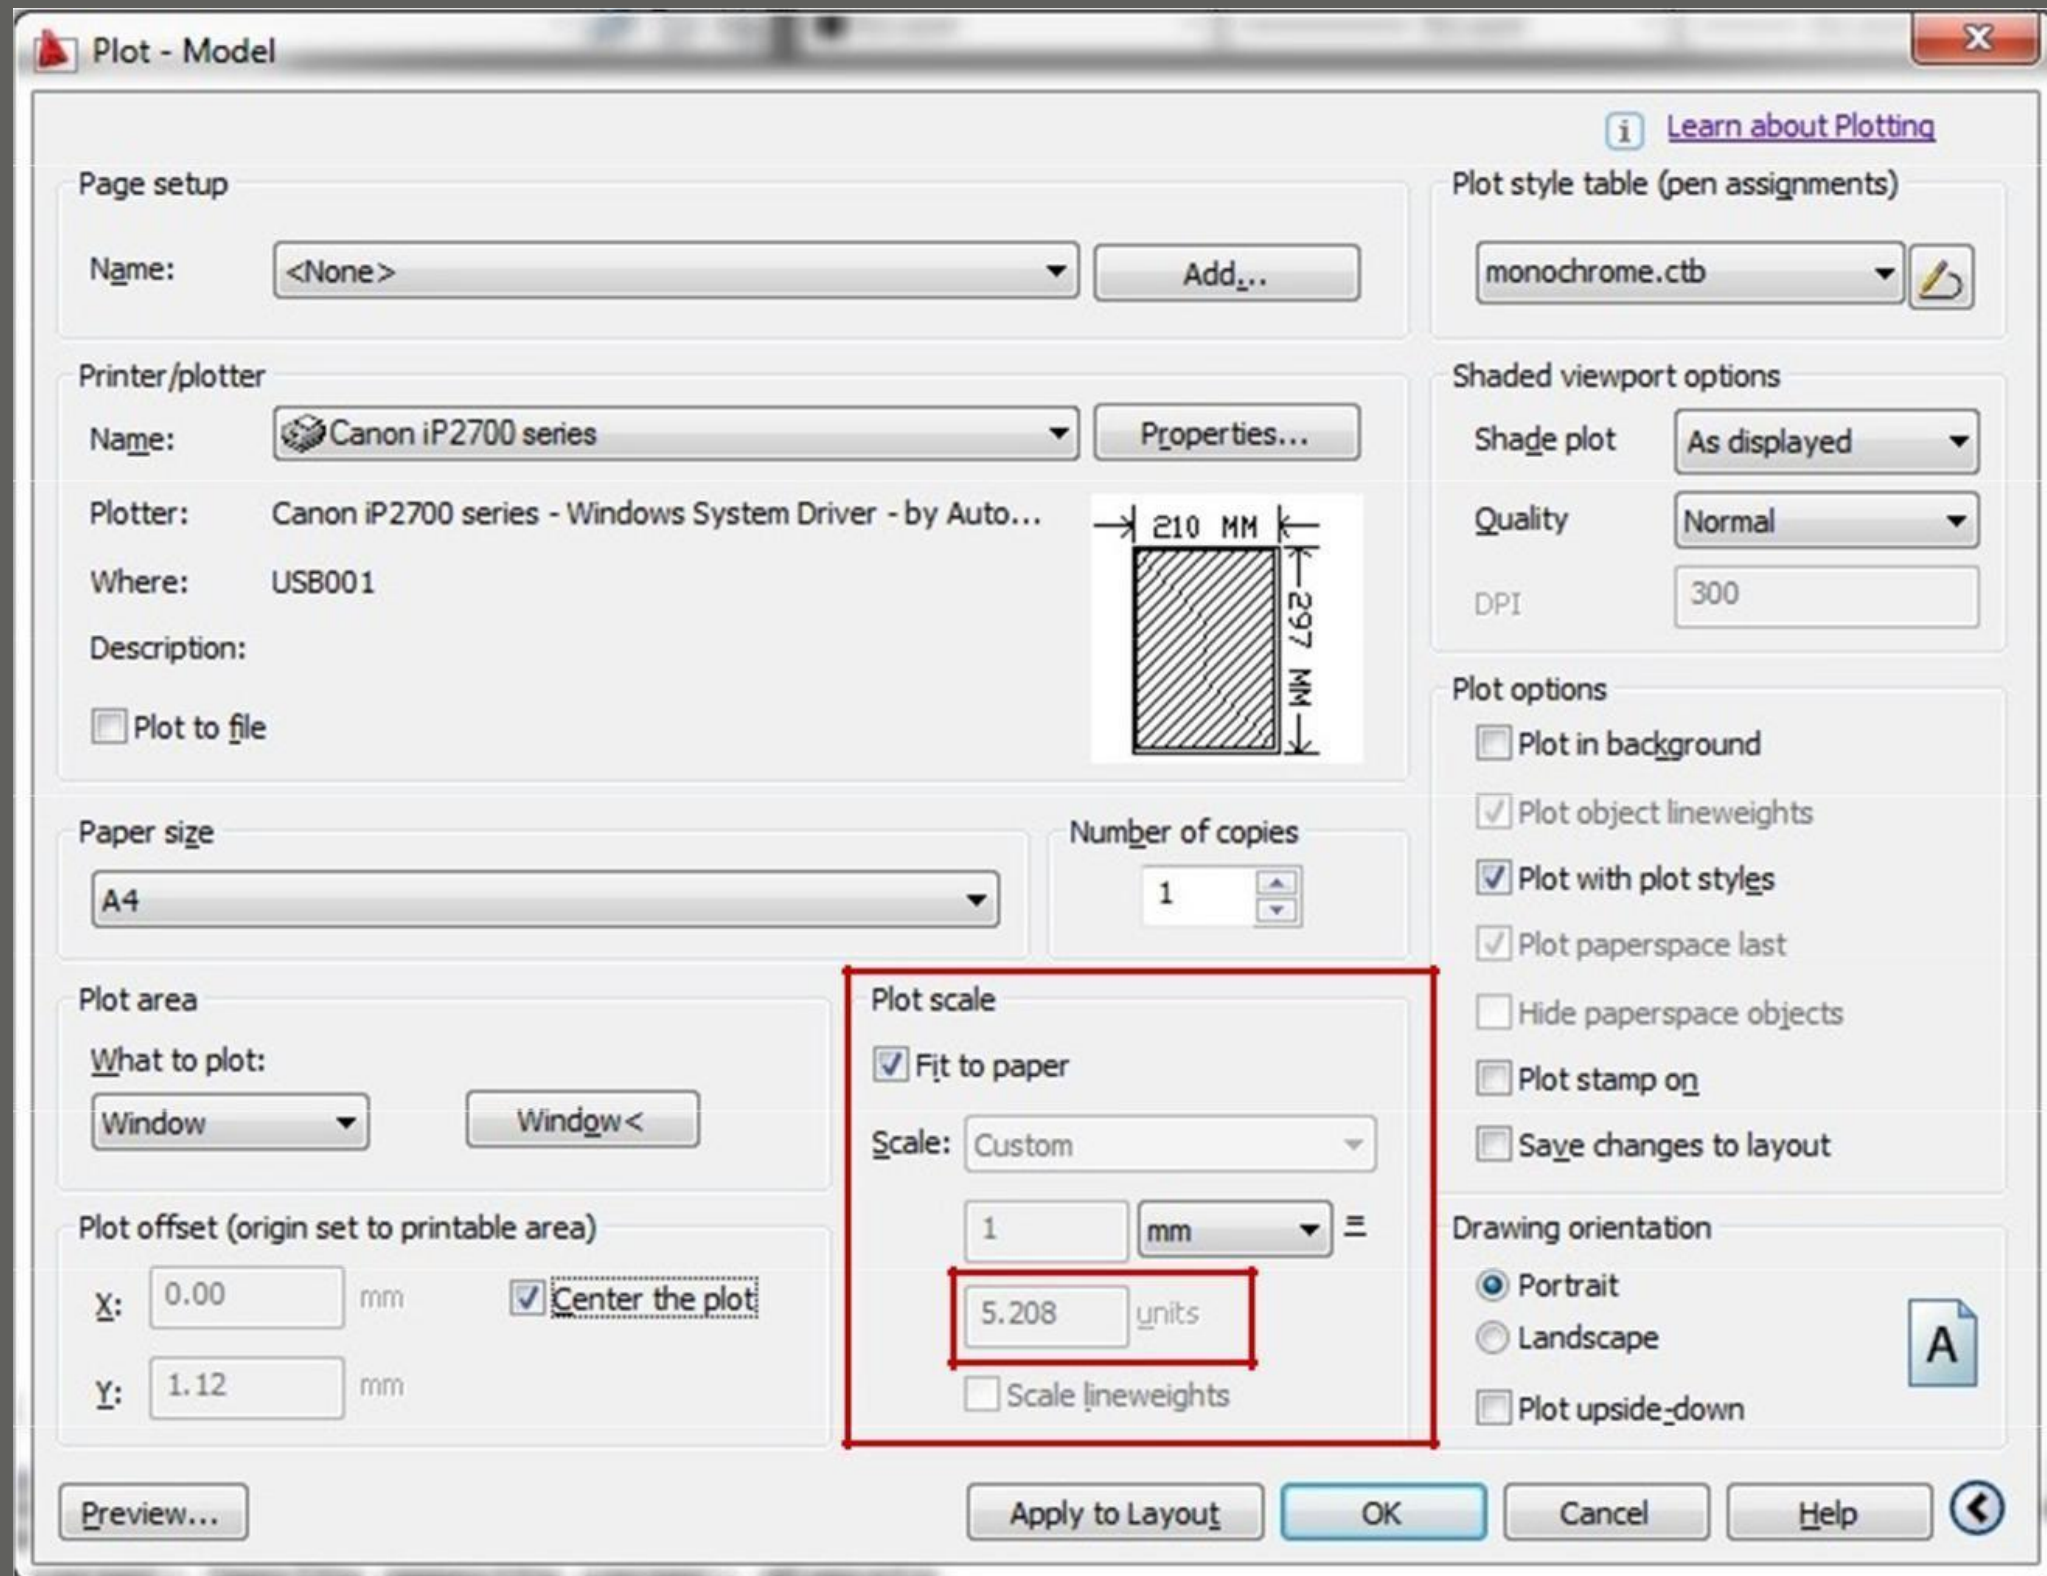 Plot - Model
Learn about Plotting
Page setup
Name:
<None>
Add...
Plot style table (pen assignments)
monochrome.ctb
Printer/plotter
Name:
Canon iP2700 series
Properties...
Plotter:
Canon iP2700 series - Windows System Driver - by Auto...
Where:
USB001
Description:
Plot to file
210 MM
297 MM
Shaded viewport options
Shade plot
As displayed
Quality
Normal
DPI
300
Paper size
A4
Number of copies
1
Plot options
Plot in background
Plot object lineweights
Plot with plot styles
Plot paperspace last
Hide paperspace objects
Plot stamp on
Save changes to layout
Plot area
What to plot:
Window
Window<
Plot scale
Fit to paper
Scale:
Custom
1
mm
=
5.208
units
Scale lineweights
Plot offset (origin set to printable area)
X:
0.00
mm
Center the plot
Y:
1.12
mm
Drawing orientation
Portrait
Landscape
Plot upside-down
A
Preview...
Apply to Layout
OK
Cancel
Help